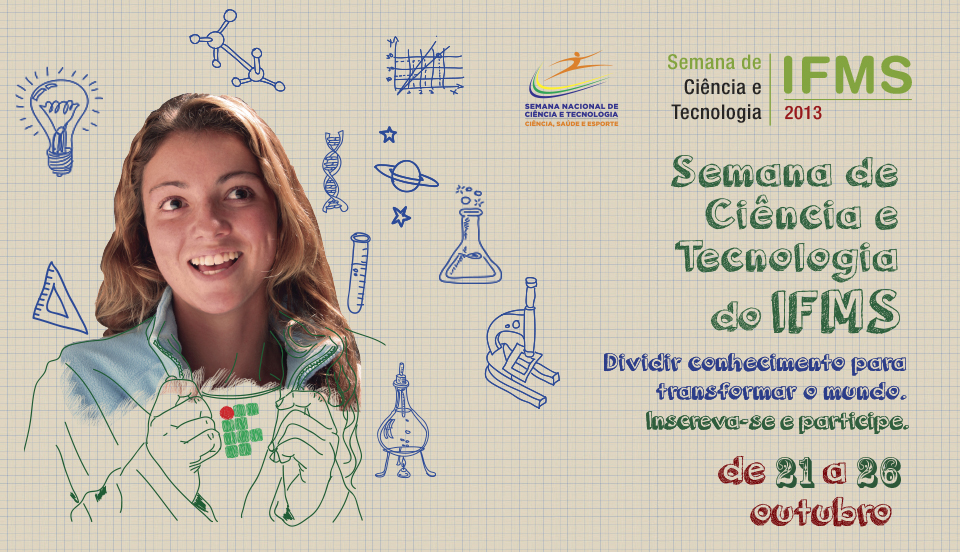 SEMANA NACIONAL DE
CIÊNCIA E TECNOLOGIA
CIÊNCIA, SAÚDE E ESPORTE
Semana de
Ciência e
Tecnologia
IFMS
2013
Semana de
Ciência e
Tecnologia
do IFMS
Dividir conhecimento para
transformar o mundo.
Inscreva-se e participe.
de 21 a 26
outubro